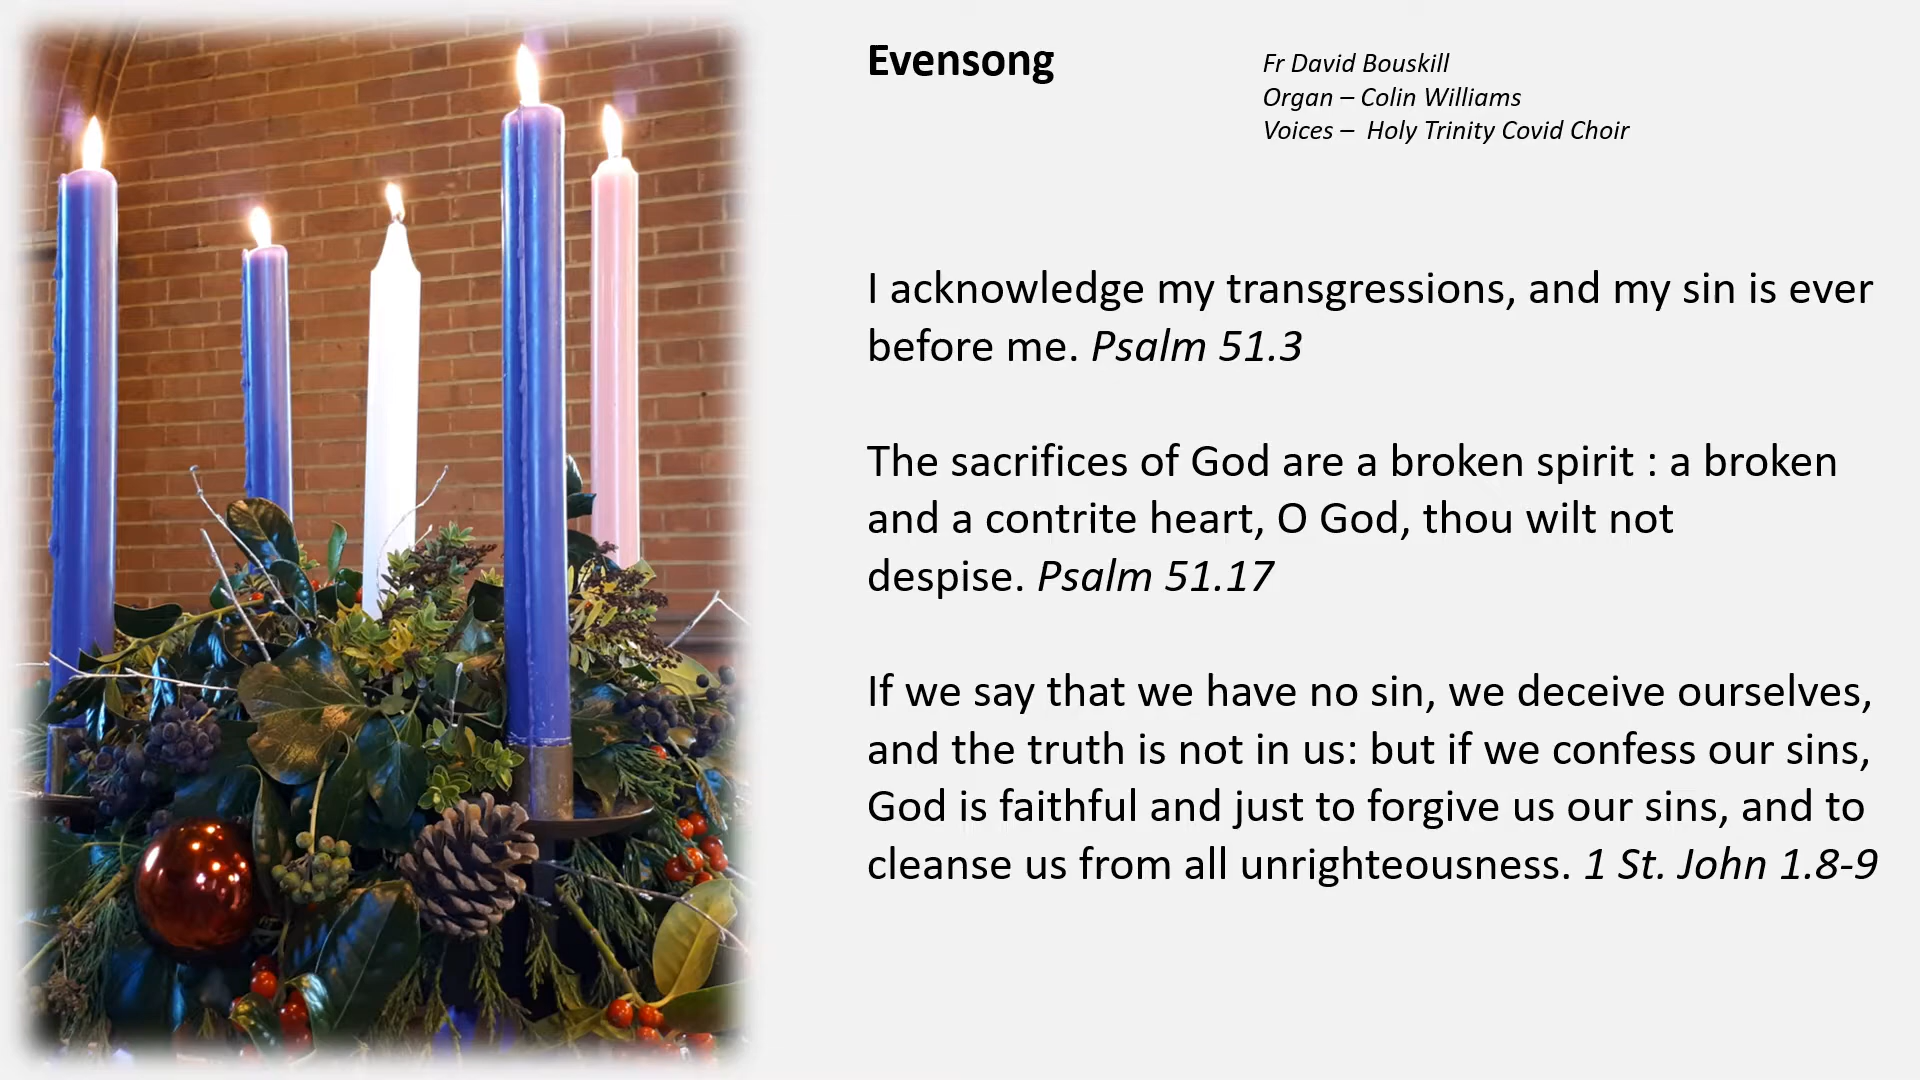 Evensong
Fr David Bouskill
Organ – Colin Williams
Voices –  Holy Trinity Covid Choir
I acknowledge my transgressions, and my sin is ever
before me. Psalm 51.3
The sacrifices of God are a broken spirit : a broken
and a contrite heart, O God, thou wilt not
despise. Psalm 51.17
If we say that we have no sin, we deceive ourselves,
and the truth is not in us: but if we confess our sins,
God is faithful and just to forgive us our sins, and to
cleanse us from all unrighteousness. 1 St. John 1.8-9